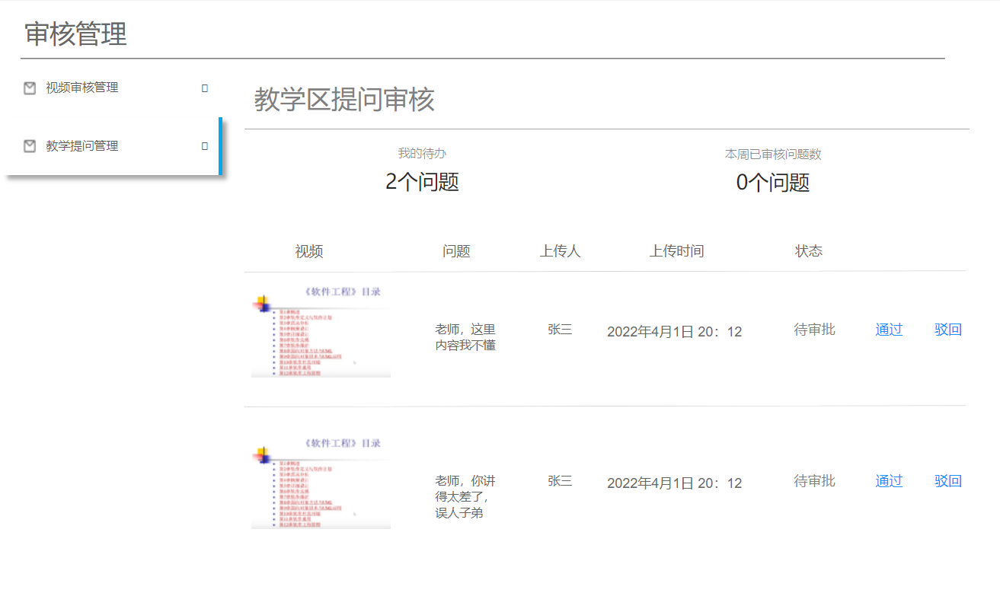 审核管理
视频审核管理
教学提问管理
教学区提问审核
我的待办
本周已审核问题数
2个问题
0个问题
视频 问题 上传人 上传时间 状态
《软件工程》目录
老师，这里
内容我不懂
张三
2022年4月1日 20：12
待审批
通过
驳回
《软件工程》目录
老师，你讲
得太差了，
误人子弟
张三
2022年4月1日 20：12
待审批
通过
驳回